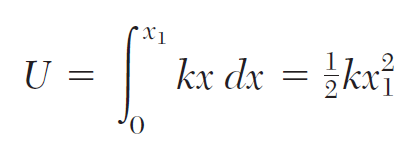 U = ∫₀^{x₁} kx dx = ½kx₁²